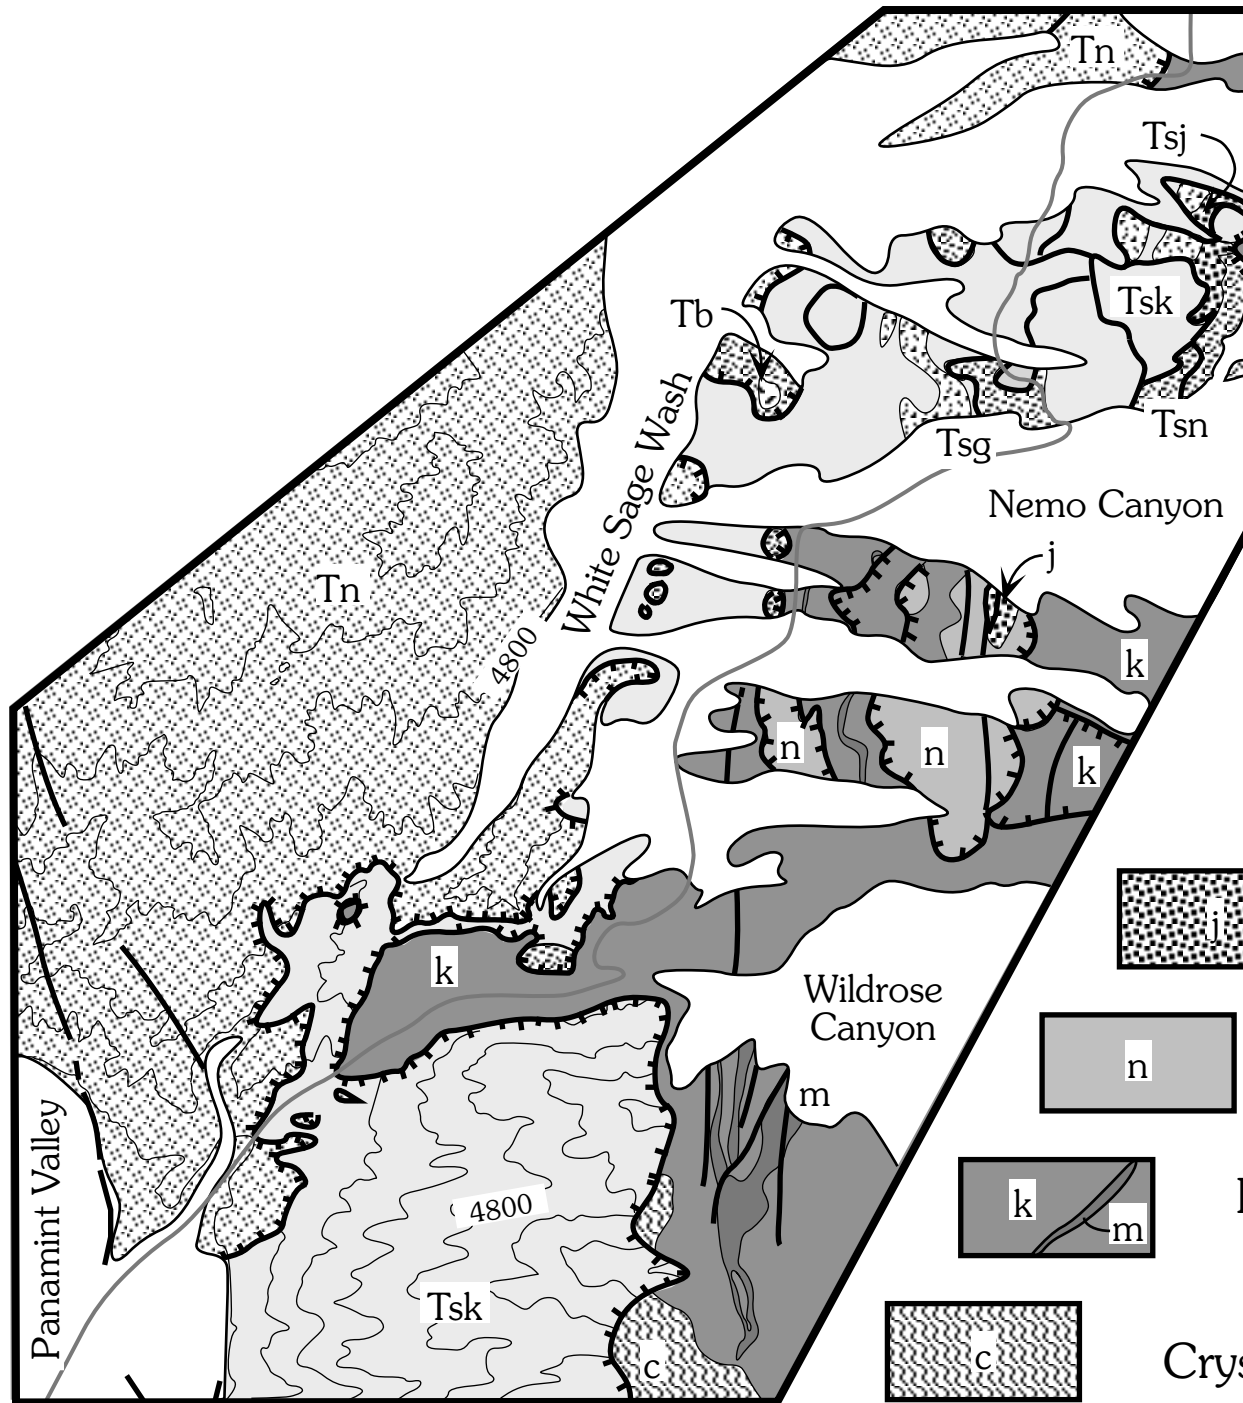 Tn
Tsj
Tsk
Tb
Tsg
Tsn
White Sage Wash
Nemo Canyon
j
Tn
4800
k
n
n
k
j
k
Wildrose
Canyon
n
m
Panamint Valley
k
m
4800
Tsk
c
c
Crys